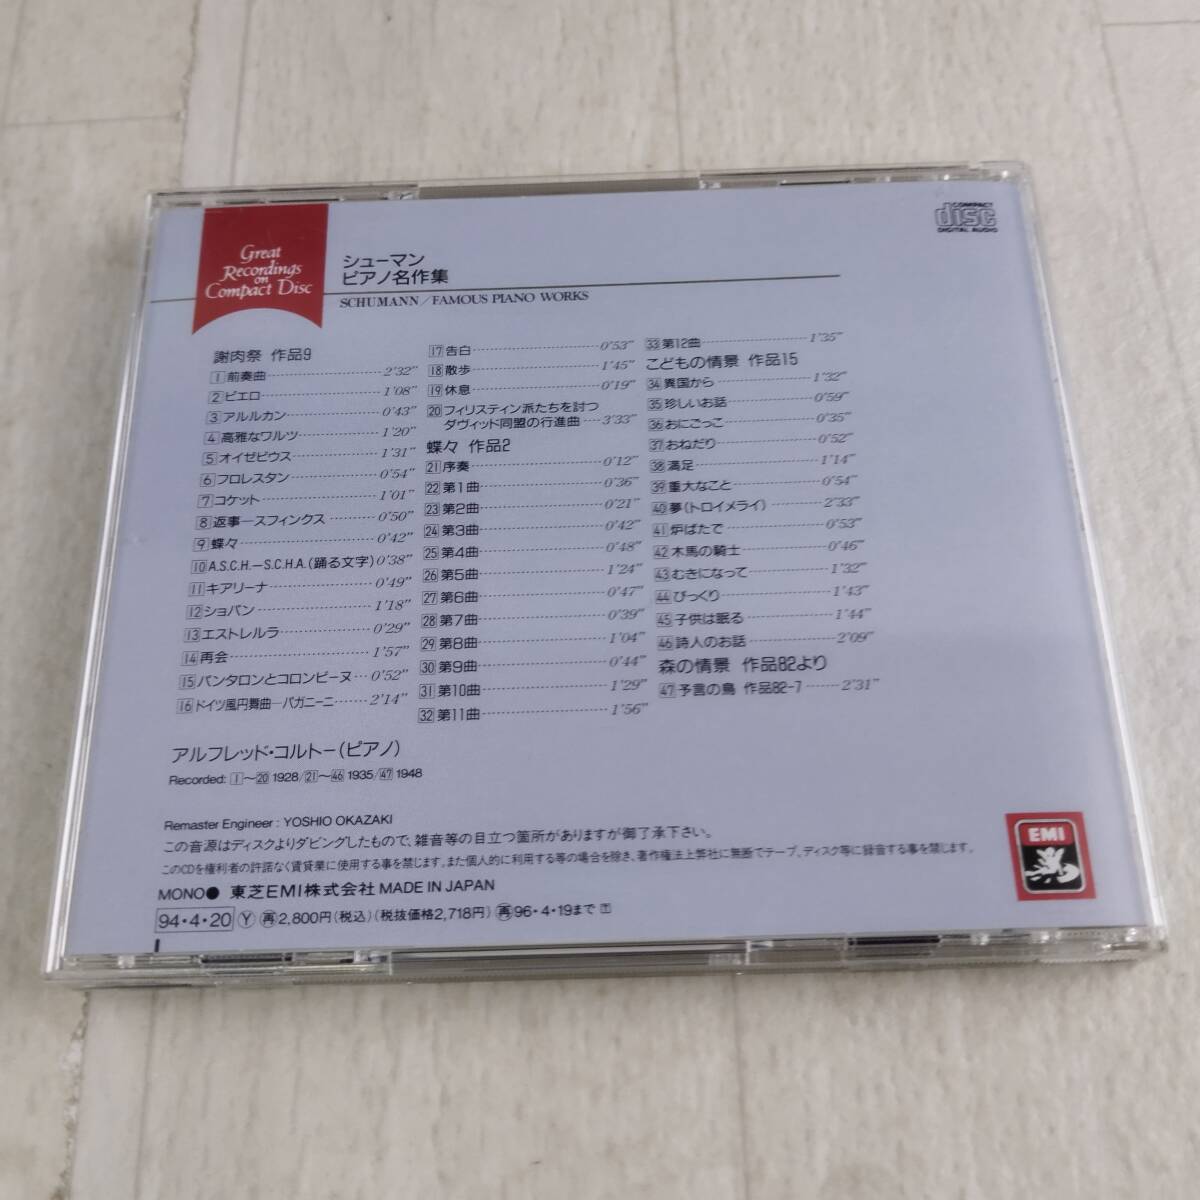 Great
Recordings
on
Compact Disc
シューマン
ピアノ名作集
SCHUMANN/FAMOUS PIANO WORKS
COMPACT
disc
DIGITAL AUDIO
謝肉祭 作品9
1 前奏曲 2'32"
2 ピエロ 1'08"
3 アルルカン 0'43"
4 高雅なワルツ 1'20"
5 オイゼビウス 1'31"
6 フロレスタン 0'54"
7 コケット 1'01"
8 返事―スフィンクス 0'50"
9 蝶々 0'42"
10 A.S.C.H.―S.C.H.A.(踊る文字) 0'38"
11 キアリーナ 0'49"
12 ショパン 1'18"
13 エストレルラ 0'29"
14 再会 1'57"
15 パンタロンとコロンビーヌ 0'52"
16 ドイツ風円舞曲―パガニーニ 2'14"
17 告白 0'53"
18 散歩 1'45"
19 休息 0'19"
20 フィリスティン派たちを討つ
ダヴィッド同盟の行進曲 3'33"
蝶々 作品2
21 序奏 0'12"
22 第1曲 0'36"
23 第2曲 0'21"
24 第3曲 0'42"
25 第4曲 0'48"
26 第5曲 1'24"
27 第6曲 0'47"
28 第7曲 0'39"
29 第8曲 1'04"
30 第9曲 0'44"
31 第10曲 1'29"
32 第11曲 1'56"
33 第12曲 1'35"
こどもの情景 作品15
34 異国から 1'32"
35 珍しいお話 0'59"
36 おにごっこ 0'35"
37 おねだり 0'52"
38 満足 1'14"
39 重大なこと 0'54"
40 夢(トロイメライ) 2'33"
41 炉ばたで 0'53"
42 木馬の騎士 0'46"
43 むきになって 1'32"
44 びっくり 1'43"
45 子供は眠る 1'44"
46 詩人のお話 2'09"
森の情景 作品82より
47 予言の鳥 作品82-7 2'31"
アルフレッド・コルトー(ピアノ)
Recorded: 1〜20 1928/21〜46 1935/47 1948
Remaster Engineer : YOSHIO OKAZAKI
この音源はディスクよりダビングしたもので、雑音等の目立つ箇所がありますが御了承下さい。
このCDを権利者の許諾なく賃貸業に使用する事を禁じます。また個人的に利用する等の場合を除き、著作権法上弊社に無断でテープ、ディスク等に録音する事を禁じます。
MONO● 東芝EMI株式会社 MADE IN JAPAN
94・4・20 Ⓨ 再 2,800円(税込)(税抜価格2,718円) 再 96・4・19まで
EMI